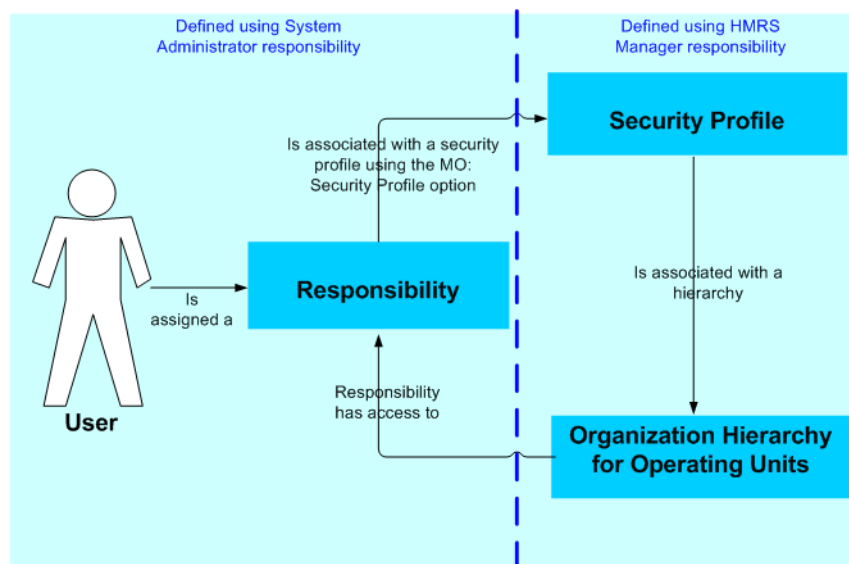 Defined using System
Administrator responsibility
Defined using HMRS
Manager responsibility
Security Profile
Is associated with a security
profile using the MO:
Security Profile option
Responsibility
Is
assigned a
Is associated with a
hierarchy
Responsibility
has access to
User
Organization Hierarchy
for Operating Units